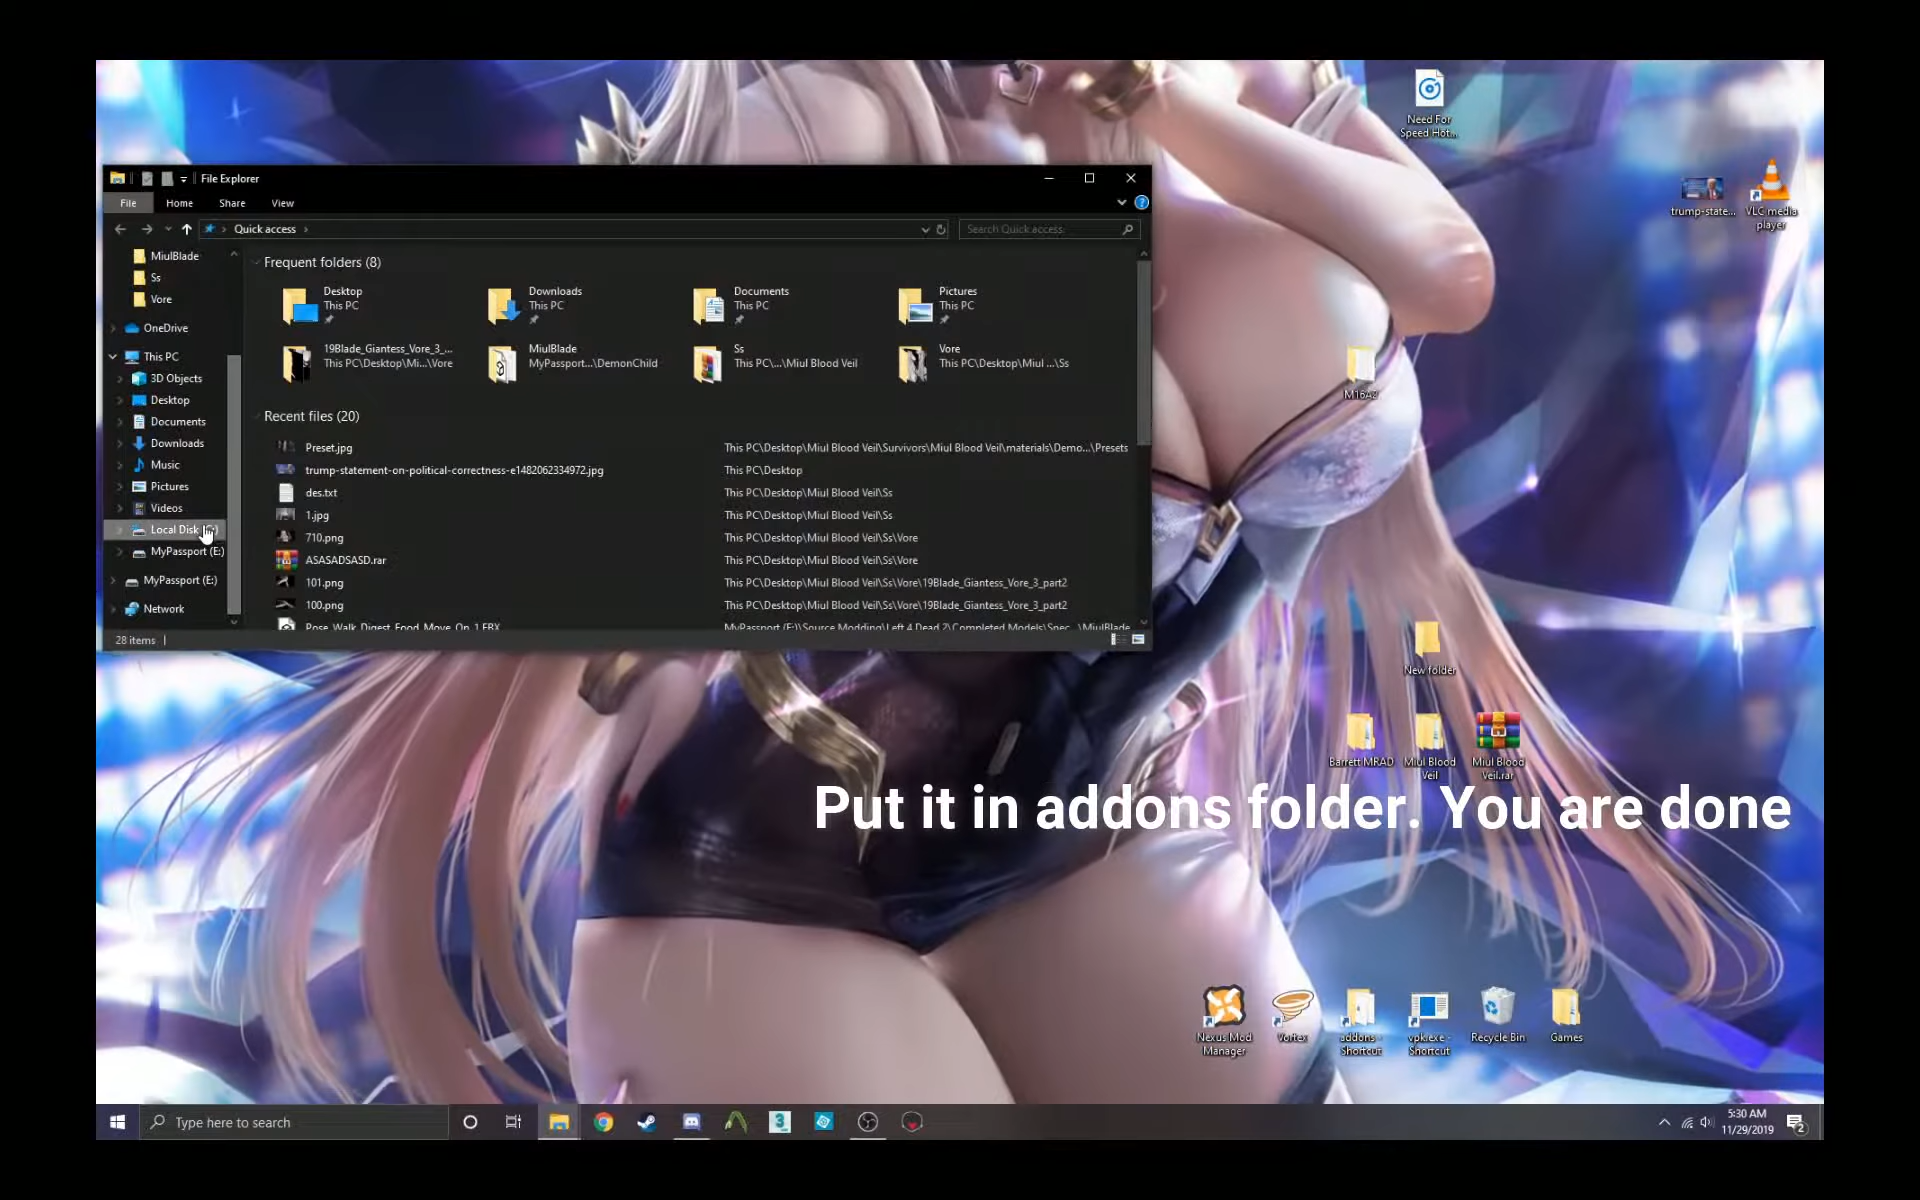 Need For
Speed Hot...
trump-state...
VLC media
player
File Explorer
File
Home
Share
View
Quick access
Search Quick access
MiulBlade
Ss
Vore
OneDrive
This PC
3D Objects
Desktop
Documents
Downloads
Music
Pictures
Videos
Local Disk
MyPassport (E:)
MyPassport (E:)
Network
28 items
Frequent folders (8)
Desktop
This PC
Downloads
This PC
Documents
This PC
Pictures
This PC
19Blade_Giantess_Vore_3_...
This PC\Desktop\Mi...\Vore
MiulBlade
MyPassport...\DemonChild
Ss
This PC\...\Miul Blood Veil
Vore
This PC\Desktop\Miul ...\Ss
Recent files (20)
Preset.jpg This PC\Desktop\Miul Blood Veil\Survivors\Miul Blood Veil\materials\Demo...\Presets
trump-statement-on-political-correctness-e1482062334972.jpg This PC\Desktop
des.txt This PC\Desktop\Miul Blood Veil\Ss
1.jpg This PC\Desktop\Miul Blood Veil\Ss
710.png This PC\Desktop\Miul Blood Veil\Ss\Vore
ASASADSASD.rar This PC\Desktop\Miul Blood Veil\Ss\Vore
101.png This PC\Desktop\Miul Blood Veil\Ss\Vore\19Blade_Giantess_Vore_3_part2
100.png This PC\Desktop\Miul Blood Veil\Ss\Vore\19Blade_Giantess_Vore_3_part2
Pose_Walk_Digest_Food_Move_On_1.FBX MyPassport (E:)\Source Modding\Left 4 Dead 2\Completed Models\Spec...\MiulBlade
M16A2
New folder
Barrett MRAD
Miul Blood
Veil
Miul Blood
Veil.rar
Put it in addons folder. You are done
Nexus Mod
Manager
Vortex
addons -
Shortcut
vpk.exe -
Shortcut
Recycle Bin
Games
Type here to search
5:30 AM
11/29/2019
2